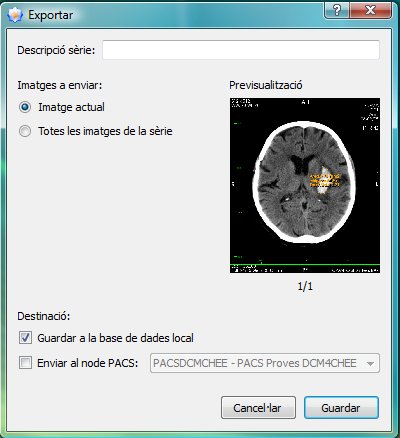 Exportar
Descripció sèrie:
Imatges a enviar:
Imatge actual
Totes les imatges de la sèrie
Previsualització
1/1
Destinació:
Guardar a la base de dades local
Enviar al node PACS:
PACSDCMCHEE - PACS Proves DCM4CHEE
Cancel·lar
Guardar